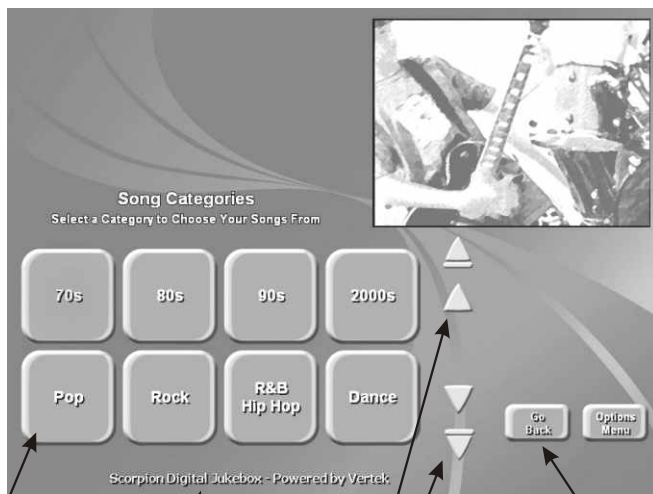 Song Categories
Select a Category to Choose Your Songs From
70s
80s
90s
2000s
Pop
Rock
R&B
Hip Hop
Dance
Go
Back
Options
Menu
Scorpion Digital Jukebox - Powered by Vertek